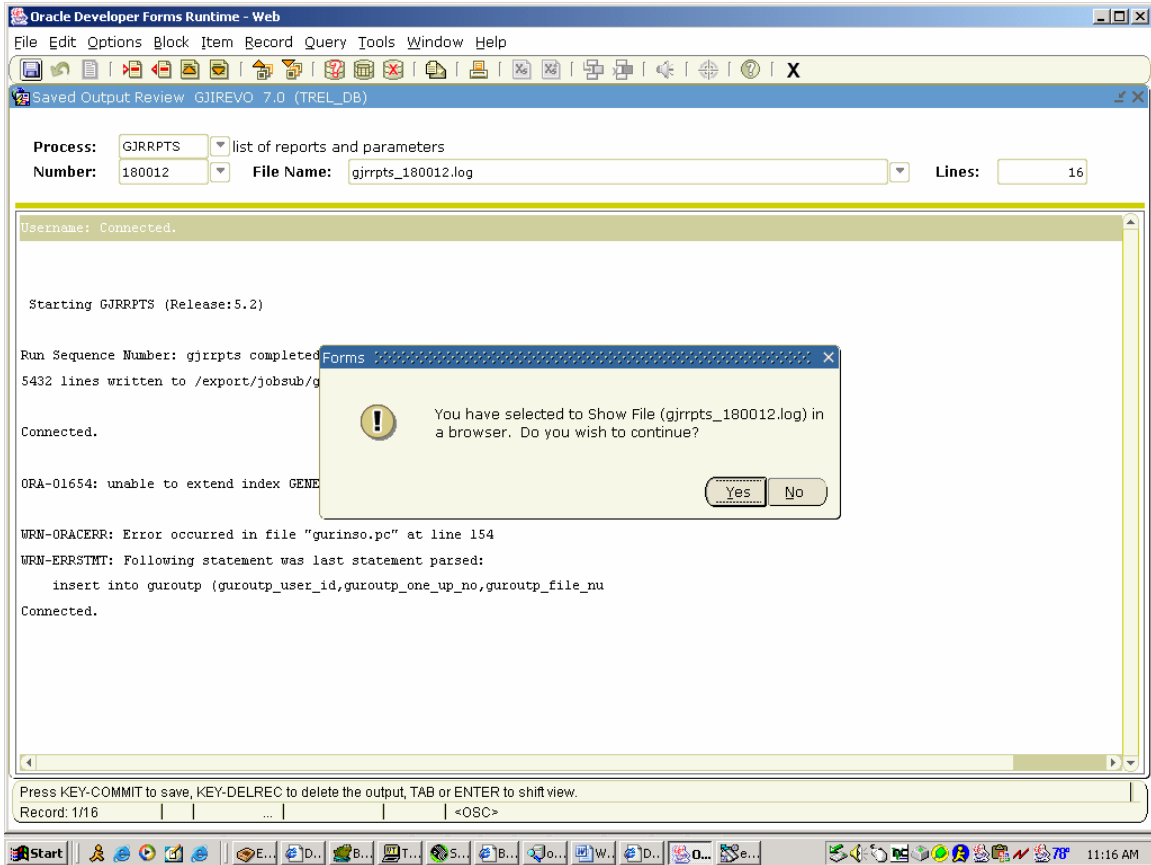 Oracle Developer Forms Runtime - Web
File Edit Options Block Item Record Query Tools Window Help
X
Saved Output Review GJIREVO 7.0 (TREL_DB)
Process: GJRRPTS list of reports and parameters
Number: 180012 File Name: gjrrpts_180012.log Lines: 16
Username: Connected.
Starting GJRRPTS (Release:5.2)
Run Sequence Number: gjrrpts completed
5432 lines written to /export/jobsub/g
Connected.
ORA-01654: unable to extend index GENE
WRN-ORACERR: Error occurred in file "gurinso.pc" at line 154
WRN-ERRSTMT: Following statement was last statement parsed:
insert into guroutp (guroutp_user_id,guroutp_one_up_no,guroutp_file_nu
Connected.
Forms
You have selected to Show File (gjrrpts_180012.log) in
a browser. Do you wish to continue?
Yes No
Press KEY-COMMIT to save, KEY-DELREC to delete the output, TAB or ENTER to shift view.
Record: 1/16 ... <OSC>
Start E... D... B... T... S... B... Jo... W... D... O... Se... 78° 11:16 AM